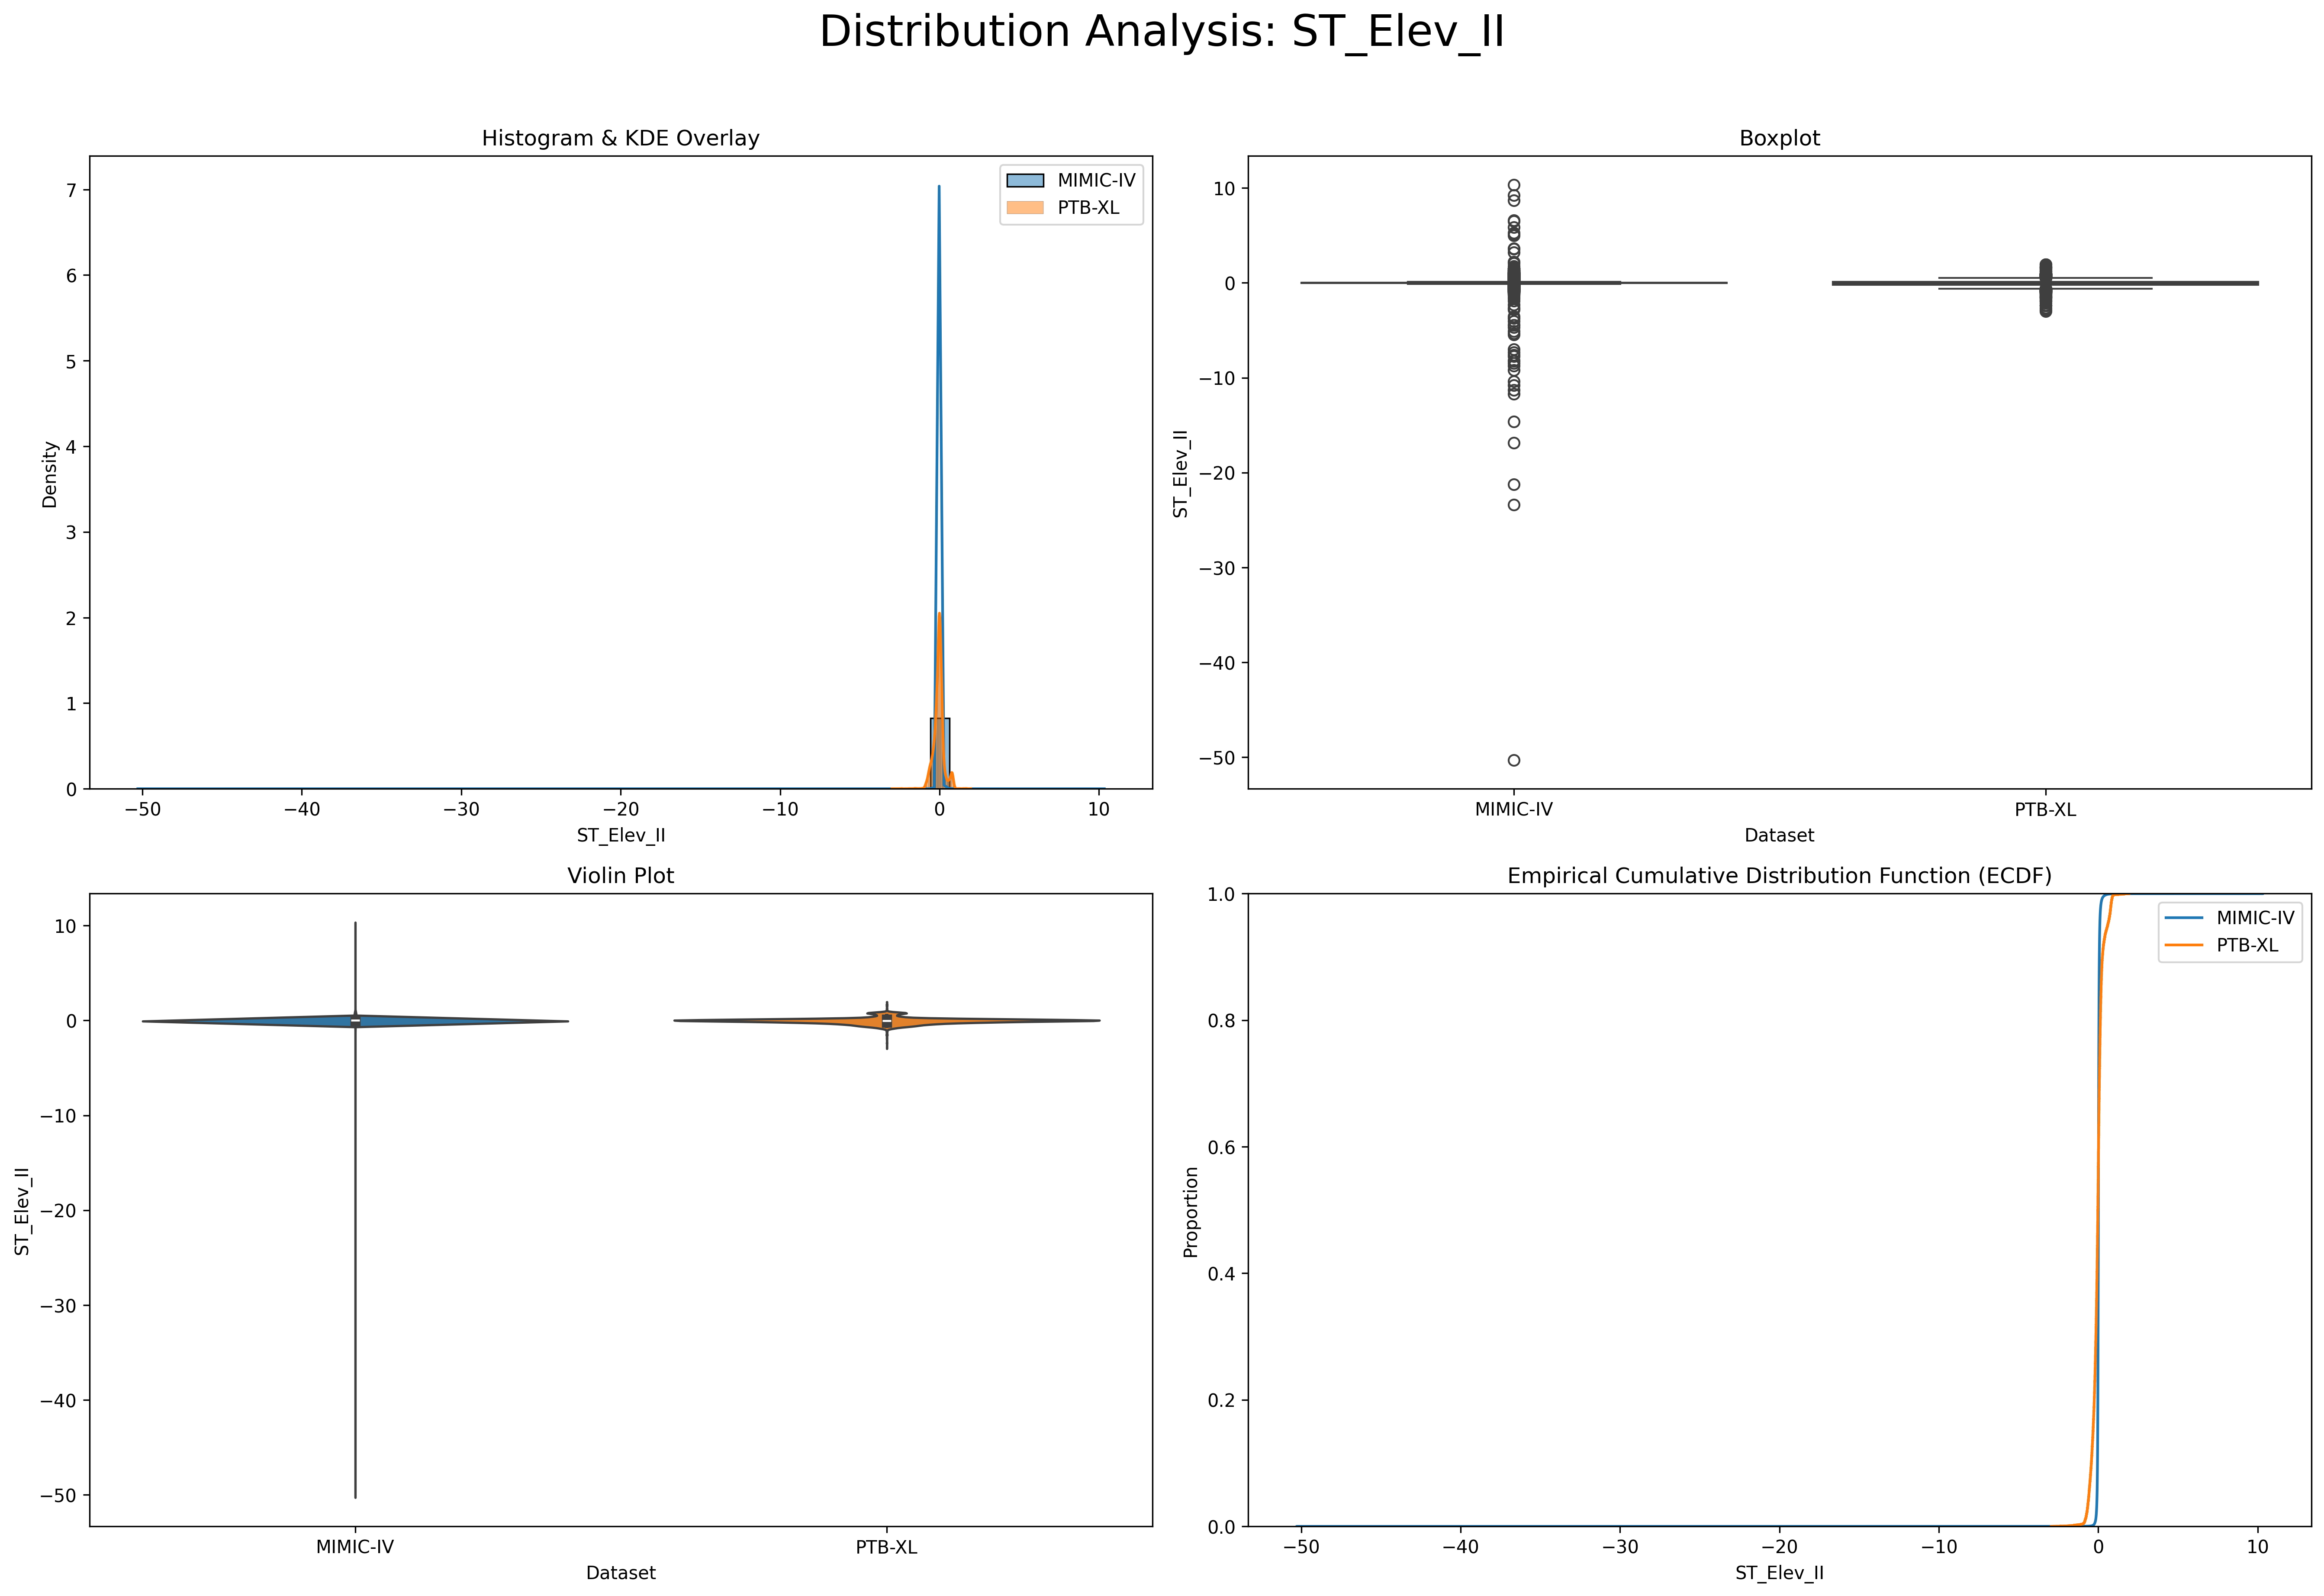 Distribution Analysis: ST_Elev_II
Histogram & KDE Overlay
MIMIC-IV
PTB-XL
Density
7
6
5
4
3
2
1
0
−50 −40 −30 −20 −10 0 10
ST_Elev_II
Boxplot
ST_Elev_II
10
0
−10
−20
−30
−40
−50
MIMIC-IV PTB-XL
Dataset
Violin Plot
ST_Elev_II
10
0
−10
−20
−30
−40
−50
MIMIC-IV PTB-XL
Dataset
Empirical Cumulative Distribution Function (ECDF)
MIMIC-IV
PTB-XL
Proportion
1.0
0.8
0.6
0.4
0.2
0.0
−50 −40 −30 −20 −10 0 10
ST_Elev_II